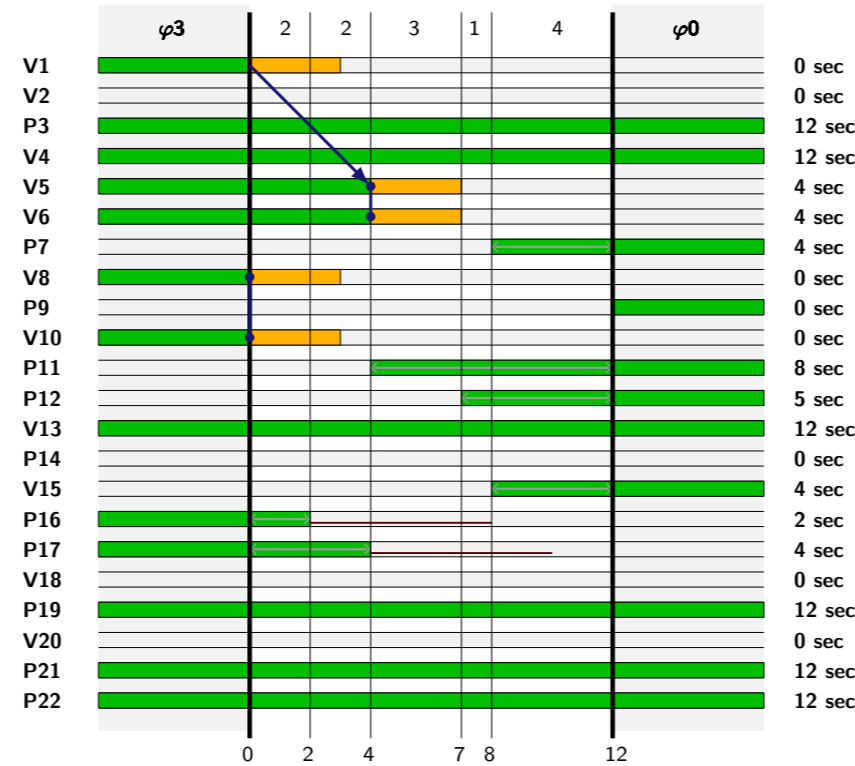 φ3 2 2 3 1 4 φ0
V1 0 sec
V2 0 sec
P3 12 sec
V4 12 sec
V5 4 sec
V6 4 sec
P7 4 sec
V8 0 sec
P9 0 sec
V10 0 sec
P11 8 sec
P12 5 sec
V13 12 sec
P14 0 sec
V15 4 sec
P16 2 sec
P17 4 sec
V18 0 sec
P19 12 sec
V20 0 sec
P21 12 sec
P22 12 sec
0 2 4 7 8 12